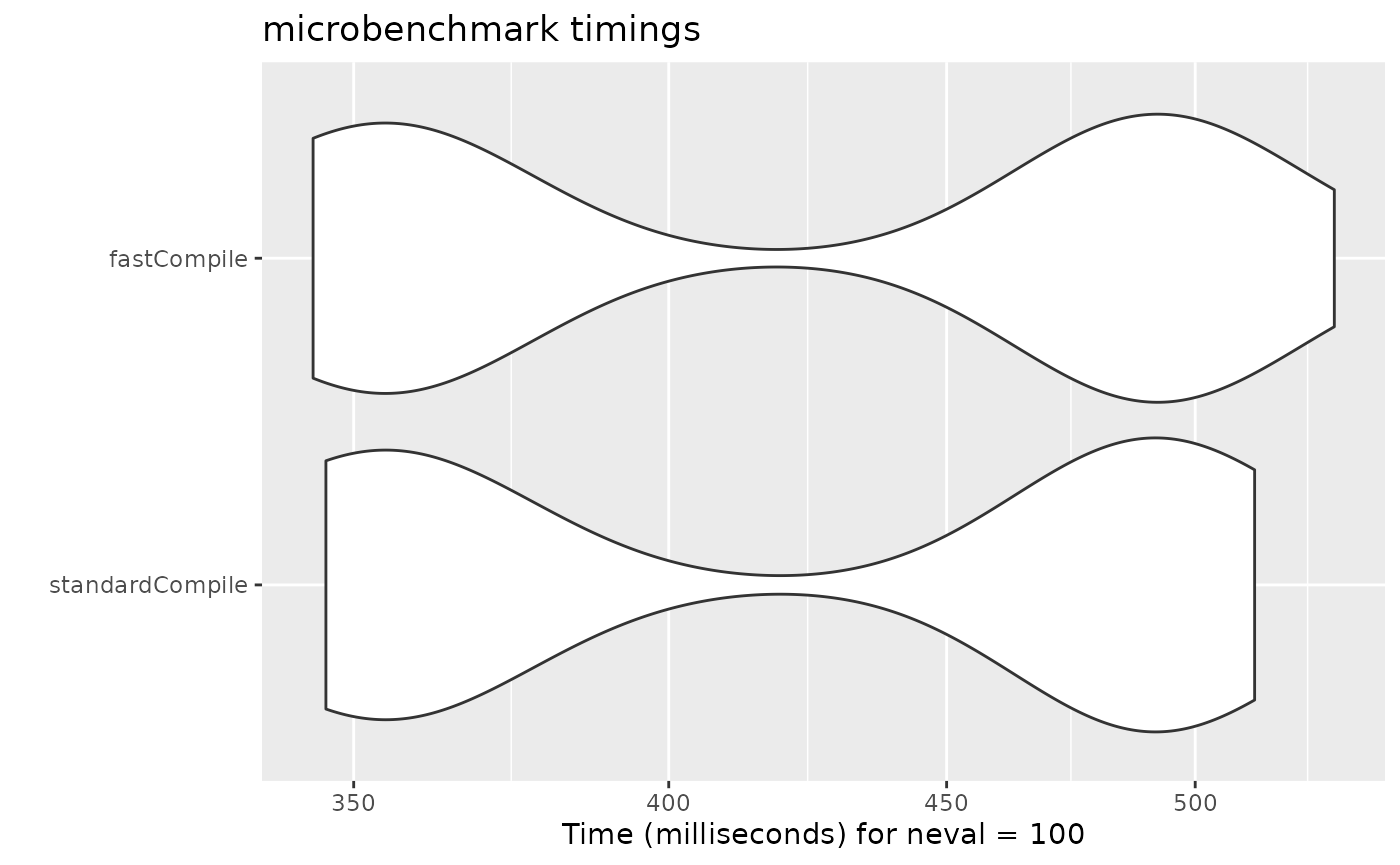 microbenchmark timings
fastCompile
standardCompile
350 400 450 500
Time (milliseconds) for neval = 100